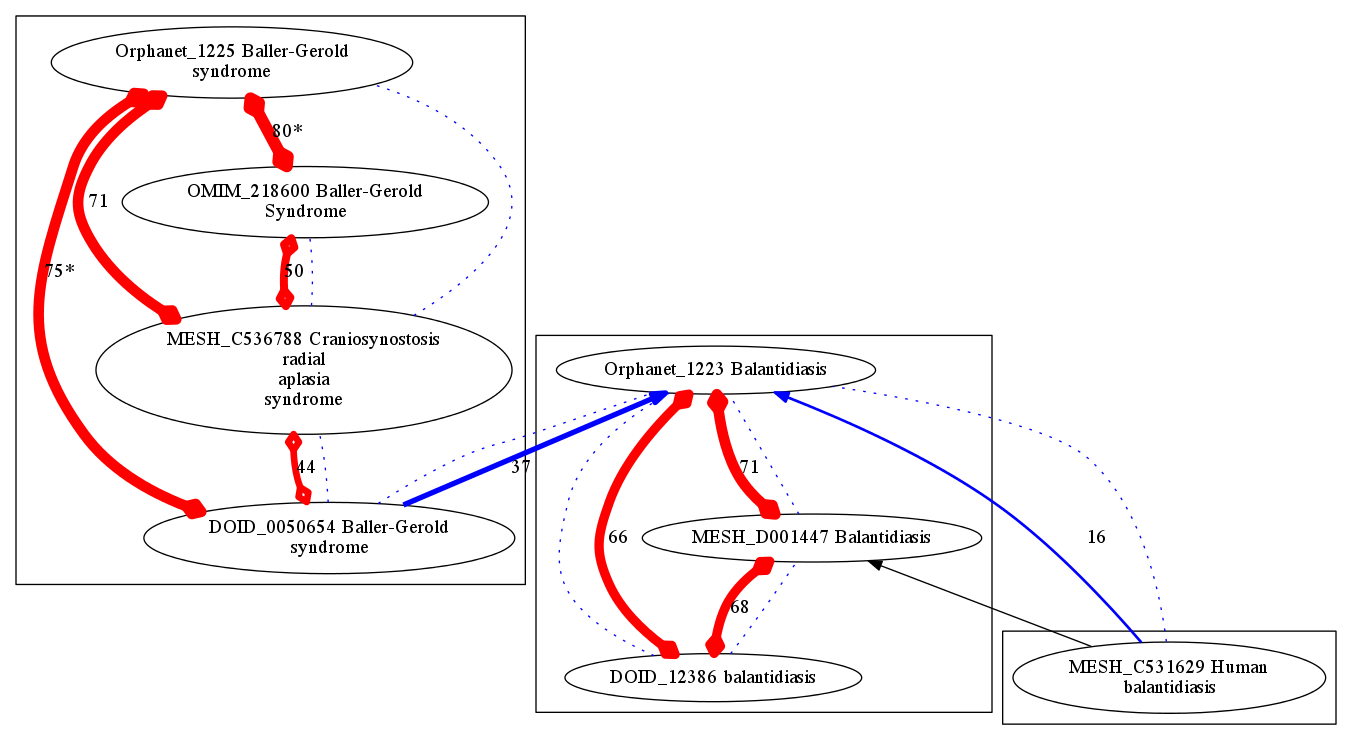 Orphanet_1225 Baller-Gerold
syndrome
80*
OMIM_218600 Baller-Gerold
Syndrome
71
75*
50
MESH_C536788 Craniosynostosis
radial
aplasia
syndrome
44
DOID_0050654 Baller-Gerold
syndrome
37
Orphanet_1223 Balantidiasis
71
66
MESH_D001447 Balantidiasis
68
DOID_12386 balantidiasis
16
MESH_C531629 Human
balantidiasis